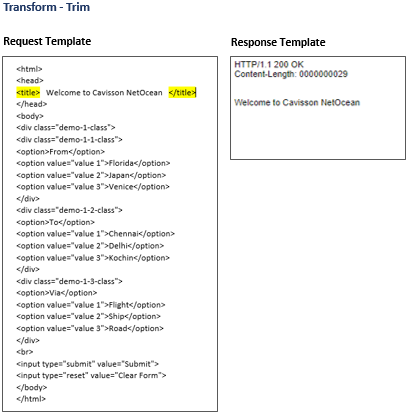 Transform - Trim
Request Template
<html>
<head>
<title>   Welcome to Cavisson NetOcean   </title>
</head>
<body>
<div class="demo-1-class">
<div class="demo-1-1-class">
<option>From</option>
<option value="value 1">Florida</option>
<option value="value 2">Japan</option>
<option value="value 3">Venice</option>
</div>
<div class="demo-1-2-class">
<option>To</option>
<option value="value 1">Chennai</option>
<option value="value 2">Delhi</option>
<option value="value 3">Kochin</option>
</div>
<div class="demo-1-3-class">
<option>Via</option>
<option value="value 1">Flight</option>
<option value="value 2">Ship</option>
<option value="value 3">Road</option>
</div>
<br>
<input type="submit" value="Submit">
<input type="reset" value="Clear Form">
</body>
</html>
Response Template
HTTP/1.1 200 OK
Content-Length: 0000000029
Welcome to Cavisson NetOcean